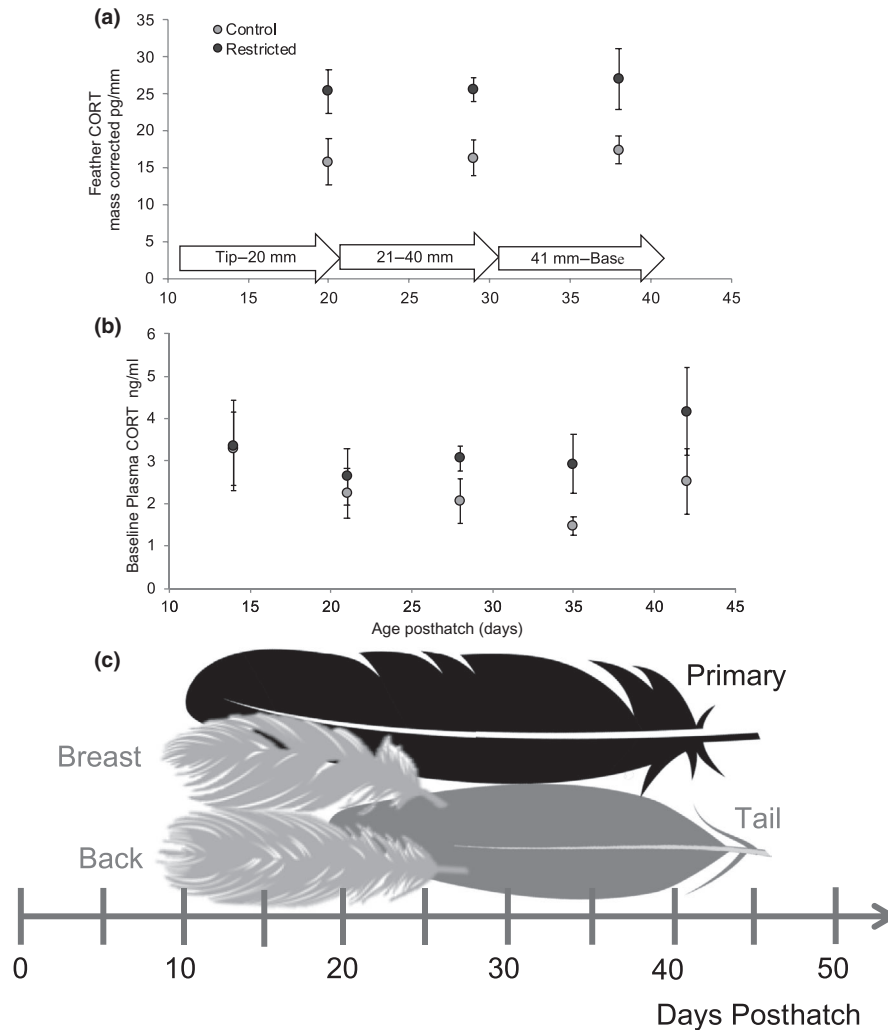 (a)
Control
Restricted
Feather CORT
mass corrected pg/mm
35
30
25
20
15
10
5
0
Tip–20 mm
21–40 mm
41 mm–Base
10
15
20
25
30
35
40
45
(b)
Baseline Plasma CORT ng/ml
6
5
4
3
2
1
0
10
15
20
25
30
35
40
45
Age posthatch (days)
(c)
Primary
Breast
Tail
Back
0
10
20
30
40
50
Days Posthatch